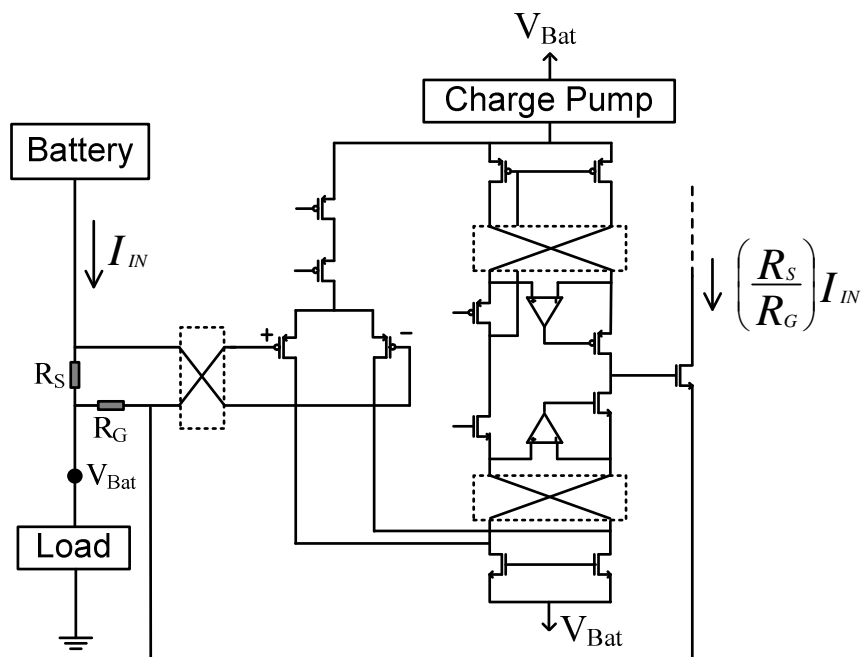 V_Bat
Charge Pump
Battery
I_IN
(R_S/R_G) I_IN
+
-
R_S
R_G
V_Bat
Load
V_Bat